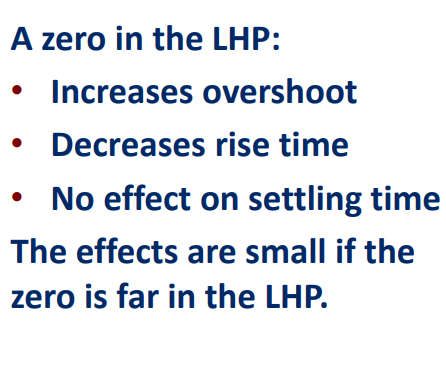 A zero in the LHP:
• Increases overshoot
• Decreases rise time
• No effect on settling time
The effects are small if the
zero is far in the LHP.